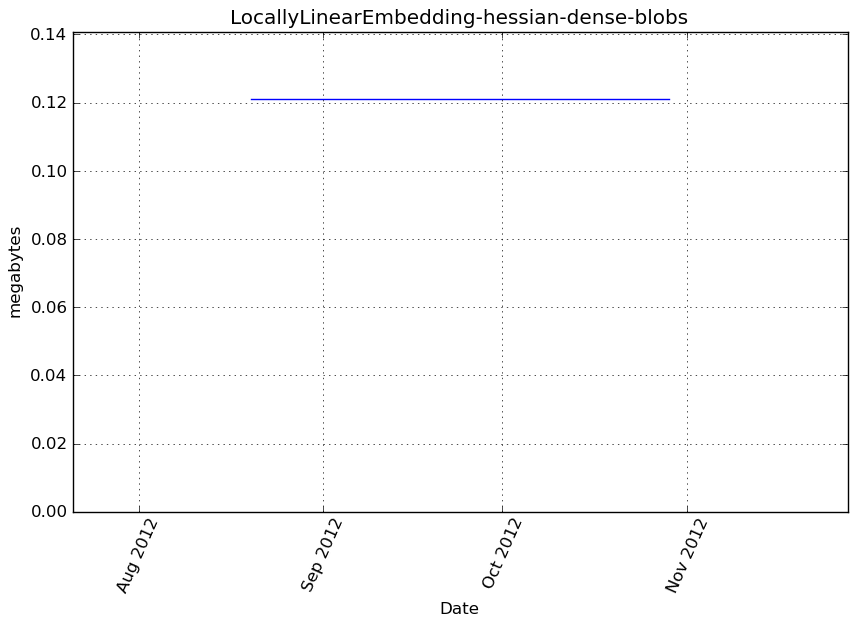 LocallyLinearEmbedding-hessian-dense-blobs
0.14
0.12
0.10
0.08
0.06
0.04
0.02
0.00
megabytes
Aug 2012
Sep 2012
Oct 2012
Nov 2012
Date